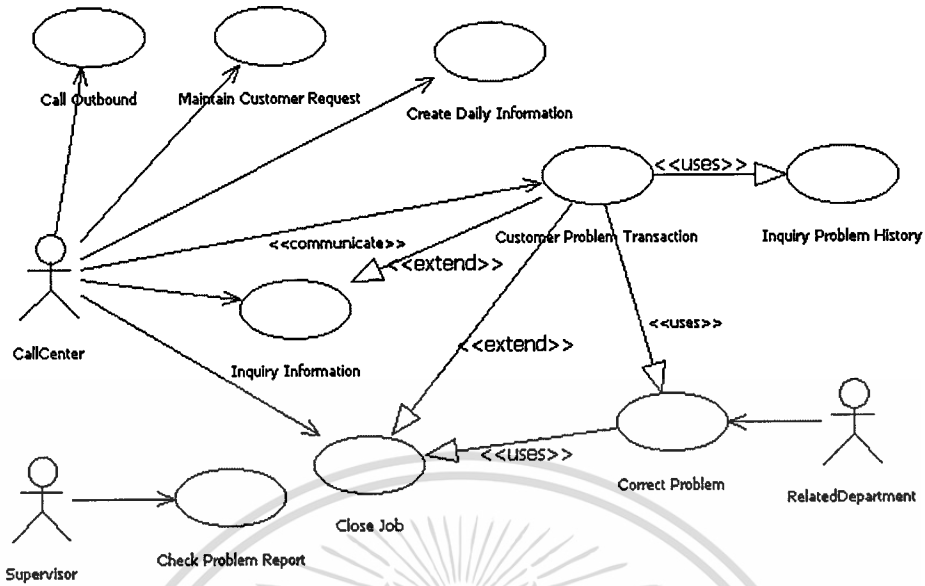 Call Outbound
Maintain Customer Request
Create Daily Information
<<uses>>
Customer Problem Transaction
Inquiry Problem History
<<communicate>>
<<extend>>
CallCenter
Inquiry Information
<<uses>>
<<extend>>
<<uses>>
Correct Problem
RelatedDepartment
Close Job
Check Problem Report
Supervisor